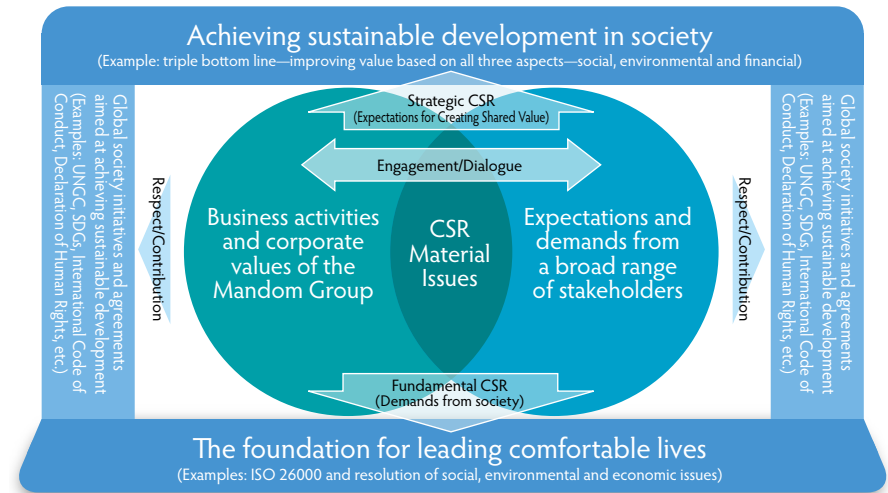 Achieving sustainable development in society
(Example: triple bottom line—improving value based on all three aspects—social, environmental and financial)
Global society initiatives and agreements
aimed at achieving sustainable development
(Examples: UNGC, SDGs, International Code of
Conduct, Declaration of Human Rights, etc.)
Respect/Contribution
Strategic CSR
(Expectations for Creating Shared Value)
Engagement/Dialogue
Business activities
and corporate
values of the
Mandom Group
CSR
Material
Issues
Expectations and
demands from
a broad range
of stakeholders
Fundamental CSR
(Demands from society)
Respect/Contribution
Global society initiatives and agreements
aimed at achieving sustainable development
(Examples: UNGC, SDGs, International Code of
Conduct, Declaration of Human Rights, etc.)
The foundation for leading comfortable lives
(Examples: ISO 26000 and resolution of social, environmental and economic issues)